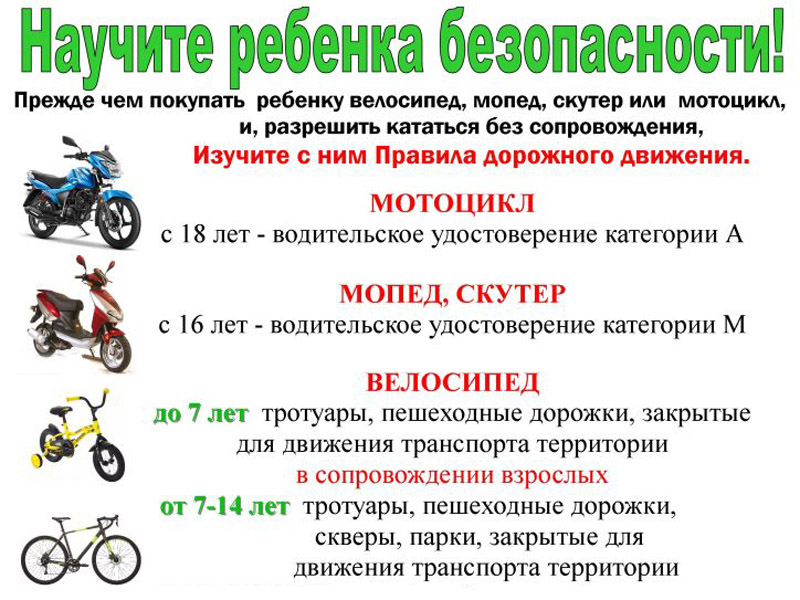 Научите ребенка безопасности!
Прежде чем покупать ребенку велосипед, мопед, скутер или мотоцикл,
и, разрешить кататься без сопровождения,
Изучите с ним Правила дорожного движения.
МОТОЦИКЛ
с 18 лет - водительское удостоверение категории А
МОПЕД, СКУТЕР
с 16 лет - водительское удостоверение категории М
ВЕЛОСИПЕД
до 7 лет тротуары, пешеходные дорожки, закрытые
для движения транспорта территории
в сопровождении взрослых
от 7-14 лет тротуары, пешеходные дорожки,
скверы, парки, закрытые для
движения транспорта территории